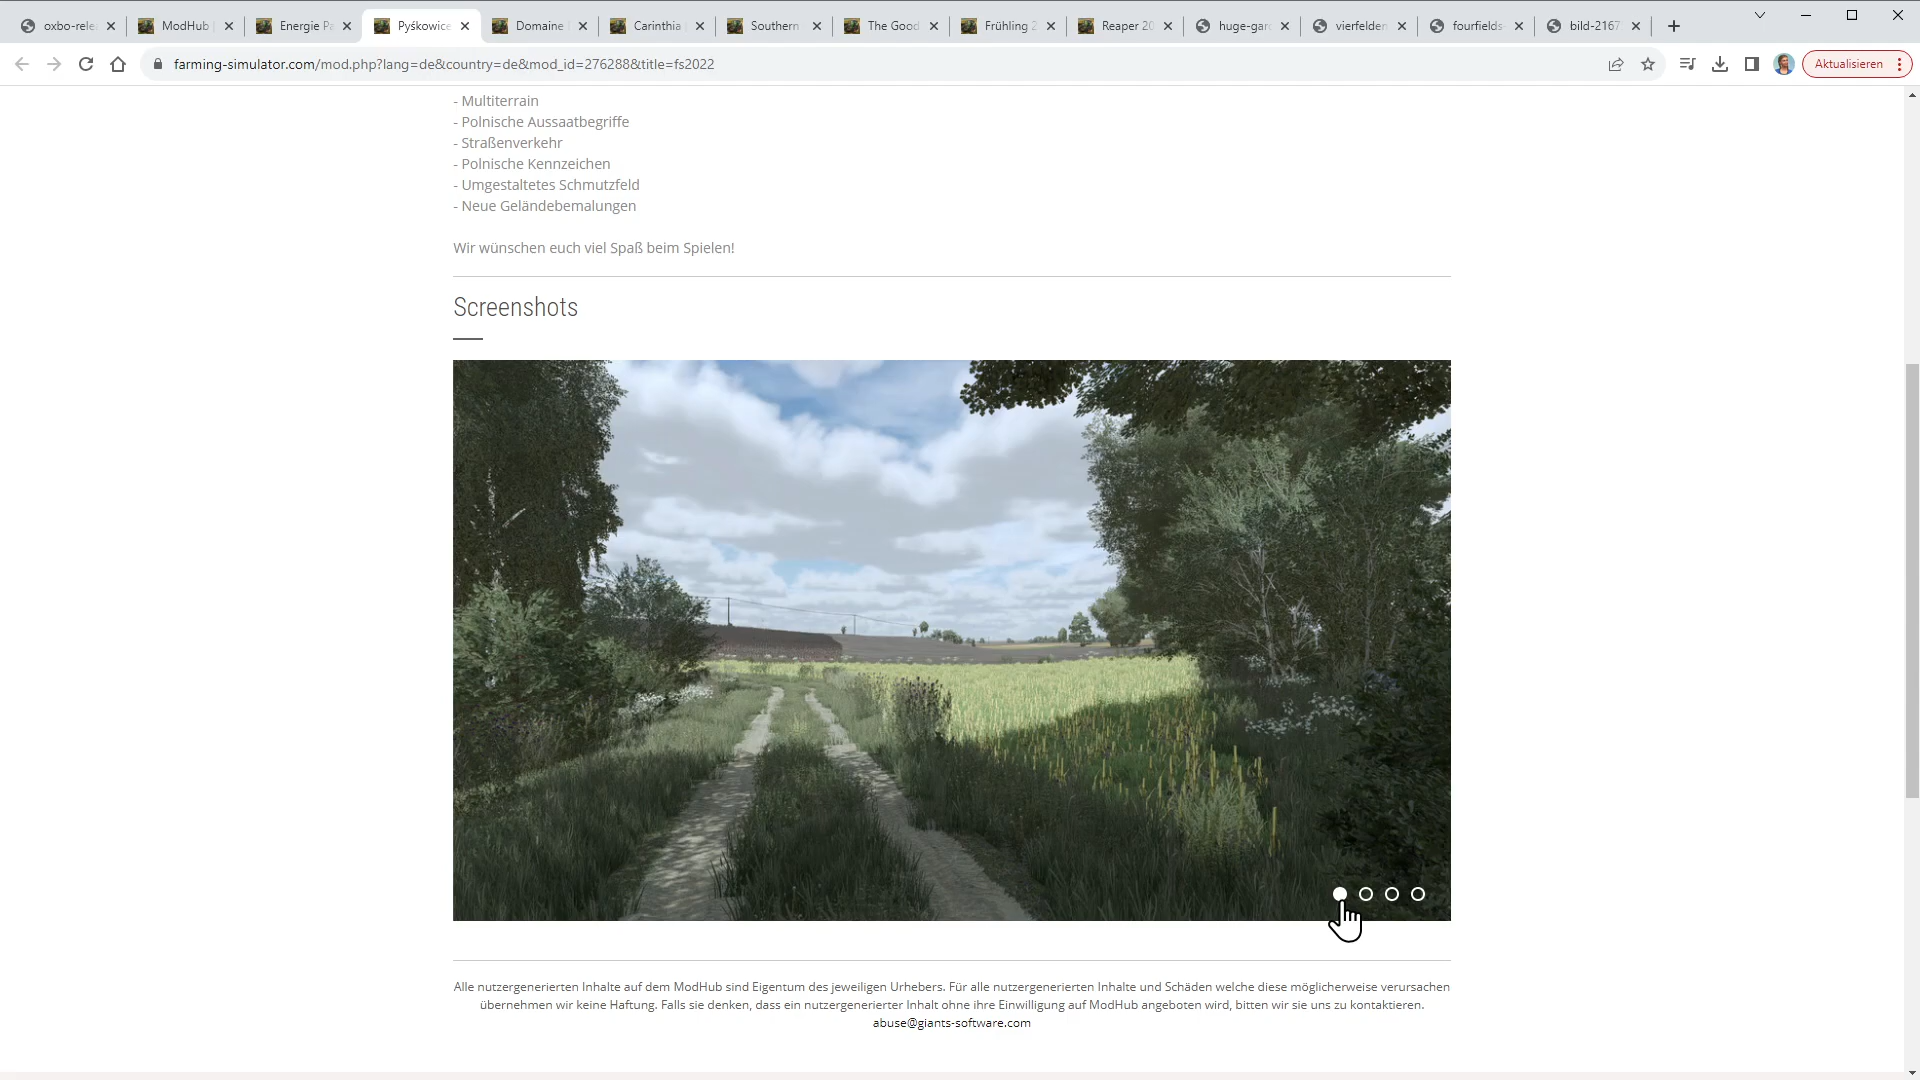 oxbo-rele
ModHub |
Energie Pa
Pyśkowice
Domaine
Carinthia
Southern
The Good
Frühling 2
Reaper 20
huge-gard
vierfelden
fourfields-
bild-2167
farming-simulator.com/mod.php?lang=de&country=de&mod_id=276288&title=fs2022
Aktualisieren
- Multiterrain
- Polnische Aussaatbegriffe
- Straßenverkehr
- Polnische Kennzeichen
- Umgestaltetes Schmutzfeld
- Neue Geländebemalungen
Wir wünschen euch viel Spaß beim Spielen!
Screenshots
Alle nutzergenerierten Inhalte auf dem ModHub sind Eigentum des jeweiligen Urhebers. Für alle nutzergenerierten Inhalte und Schäden welche diese möglicherweise verursachen
übernehmen wir keine Haftung. Falls sie denken, dass ein nutzergenerierter Inhalt ohne ihre Einwilligung auf ModHub angeboten wird, bitten wir sie uns zu kontaktieren.
abuse@giants-software.com